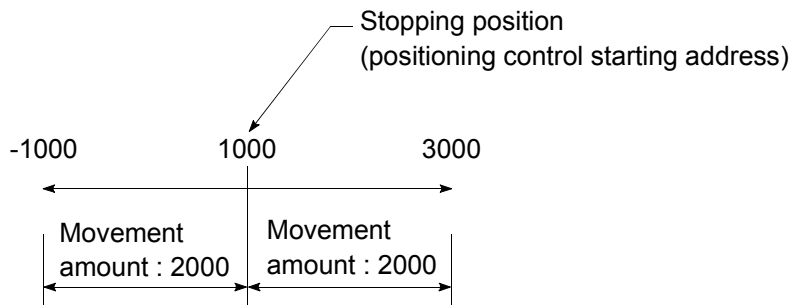 Stopping position
(positioning control starting address)
-1000 1000 3000
Movement
amount : 2000
Movement
amount : 2000